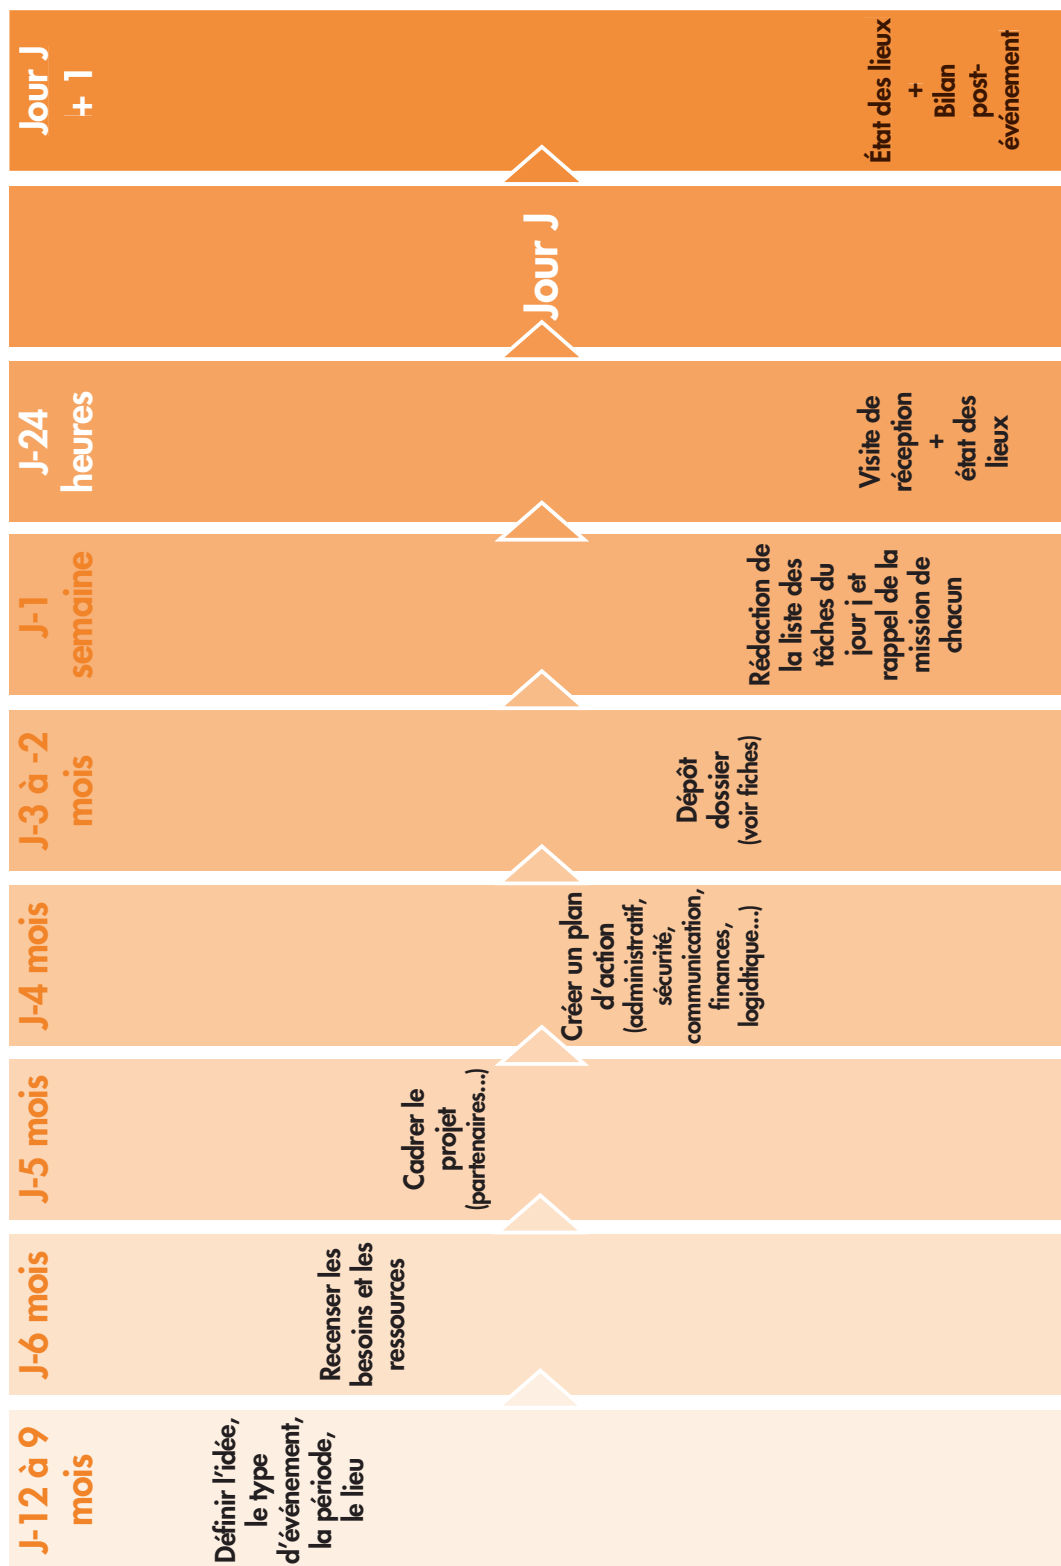 J-12 à 9
mois
Définir l'idée,
le type
d'événement,
la période,
le lieu
J-6 mois
Recenser les
besoins et les
ressources
J-5 mois
Cadrer le
projet
(partenaires...)
J-4 mois
Créer un plan
d'action
(administratif,
sécurité,
communication,
finances,
logidtique...)
J-3 à -2
mois
Dépôt
dossier
(voir fiches)
J-1
semaine
Rédaction de
la liste des
tâches du
jour j et
rappel de la
mission de
chacun
J-24
heures
Visite de
réception
+
état des
lieux
Jour J
Jour J
+ 1
État des lieux
+
Bilan
post-
événement